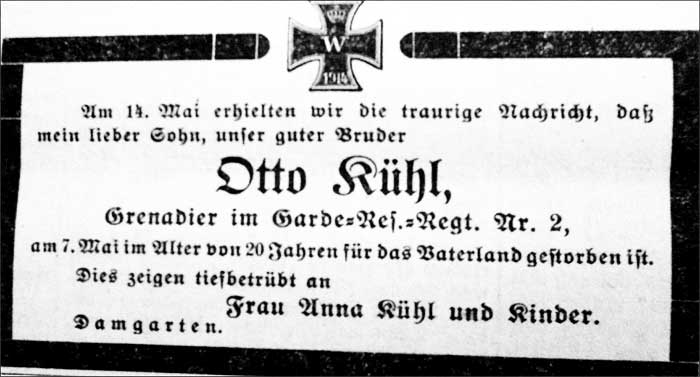 W
1914
Am 14. Mai erhielten wir die traurige Nachricht, daß
mein lieber Sohn, unser guter Bruder
Otto Kühl,
Grenadier im Garde=Res.=Regt. Nr. 2,
am 7. Mai im Alter von 20 Jahren für das Vaterland gestorben ist.
Dies zeigen tiefbetrübt an
Frau Anna Kühl und Kinder.
Damgarten.